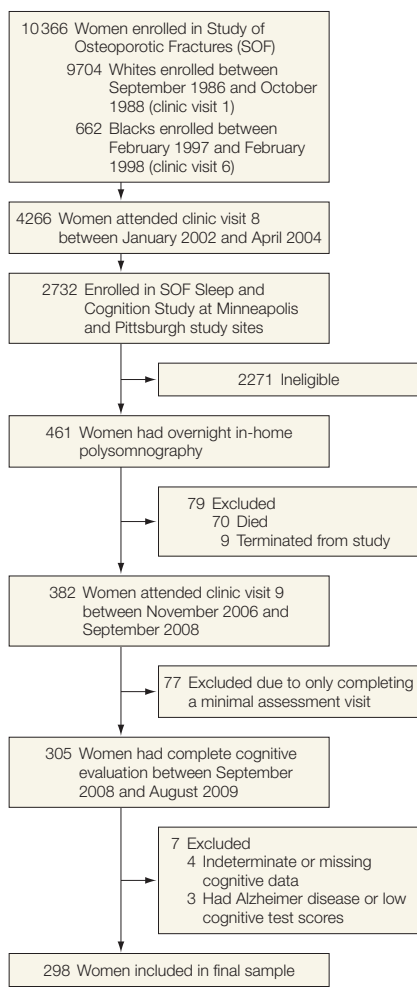 10366 Women enrolled in Study of
Osteoporotic Fractures (SOF)
9704 Whites enrolled between
September 1986 and October
1988 (clinic visit 1)
662 Blacks enrolled between
February 1997 and February
1998 (clinic visit 6)
4266 Women attended clinic visit 8
between January 2002 and April 2004
2732 Enrolled in SOF Sleep and
Cognition Study at Minneapolis
and Pittsburgh study sites
2271 Ineligible
461 Women had overnight in-home
polysomnography
79 Excluded
70 Died
9 Terminated from study
382 Women attended clinic visit 9
between November 2006 and
September 2008
77 Excluded due to only completing
a minimal assessment visit
305 Women had complete cognitive
evaluation between September
2008 and August 2009
7 Excluded
4 Indeterminate or missing
cognitive data
3 Had Alzheimer disease or low
cognitive test scores
298 Women included in final sample